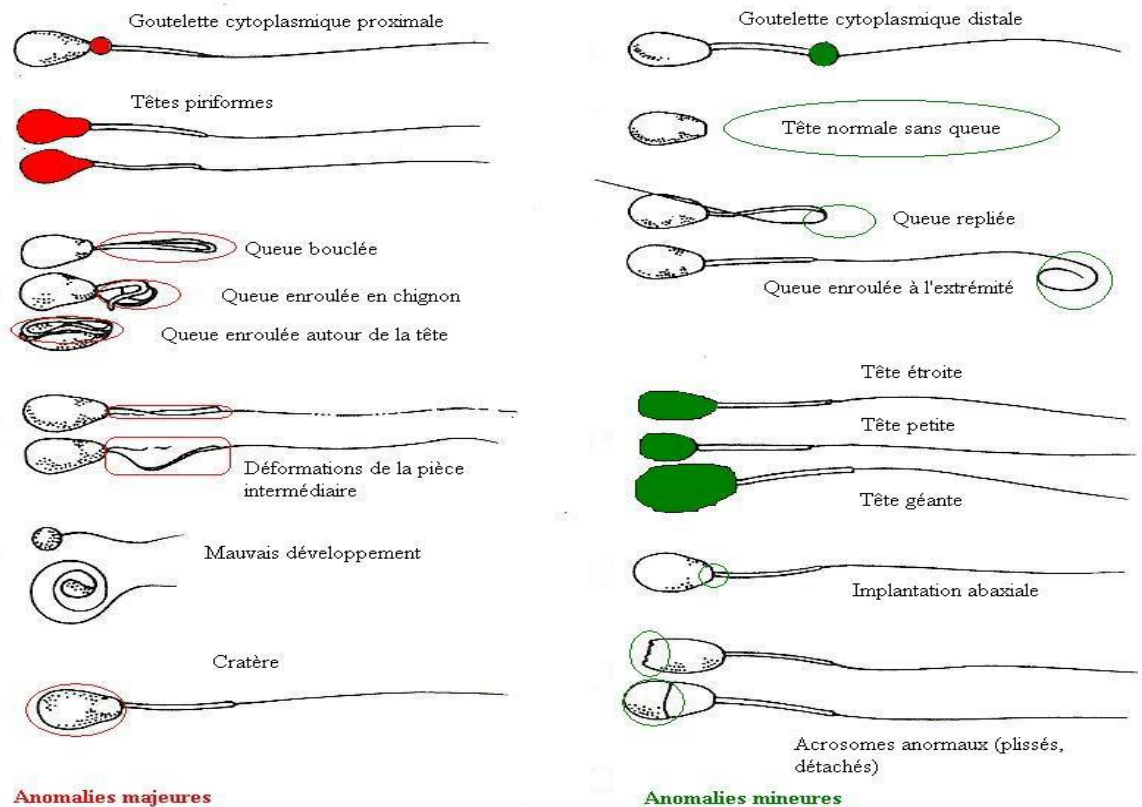 Goutelette cytoplasmique proximale
Têtes piriformes
Queue bouclée
Queue enroulée en chignon
Queue enroulée autour de la tête
Déformations de la pièce
intermédiaire
Mauvais développement
Cratère
Anomalies majeures
Goutelette cytoplasmique distale
Tête normale sans queue
Queue repliée
Queue enroulée à l'extrémité
Tête étroite
Tête petite
Tête géante
Implantation abaxiale
Acrosomes anormaux (plissés,
détachés)
Anomalies mineures